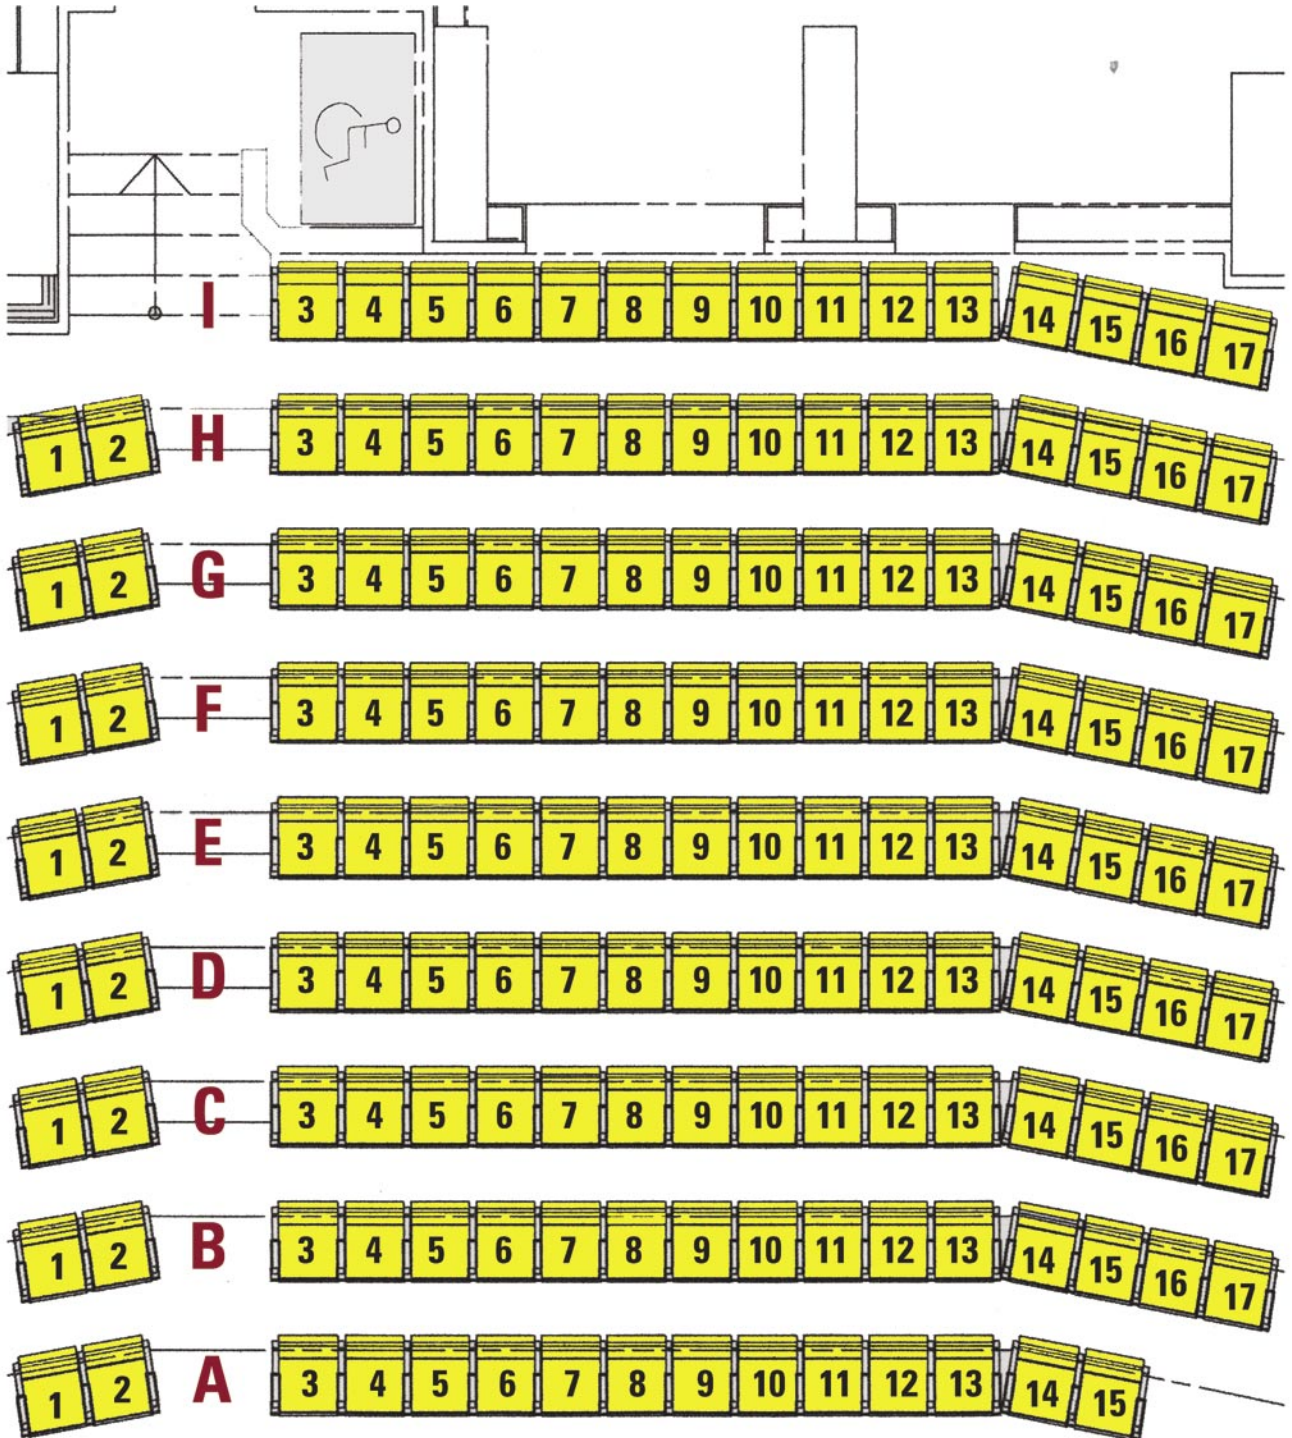 I 3 4 5 6 7 8 9 10 11 12 13 14 15 16 17
1 2 H 3 4 5 6 7 8 9 10 11 12 13 14 15 16 17
1 2 G 3 4 5 6 7 8 9 10 11 12 13 14 15 16 17
1 2 F 3 4 5 6 7 8 9 10 11 12 13 14 15 16 17
1 2 E 3 4 5 6 7 8 9 10 11 12 13 14 15 16 17
1 2 D 3 4 5 6 7 8 9 10 11 12 13 14 15 16 17
1 2 C 3 4 5 6 7 8 9 10 11 12 13 14 15 16 17
1 2 B 3 4 5 6 7 8 9 10 11 12 13 14 15 16 17
1 2 A 3 4 5 6 7 8 9 10 11 12 13 14 15